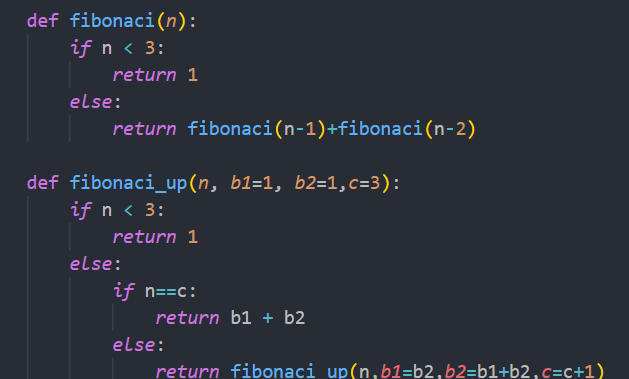 def fibonaci(n):
    if n < 3:
        return 1
    else:
        return fibonaci(n-1)+fibonaci(n-2)
def fibonaci_up(n, b1=1, b2=1,c=3):
    if n < 3:
        return 1
    else:
        if n==c:
            return b1 + b2
        else:
            return fibonaci_up(n,b1=b2,b2=b1+b2,c=c+1)